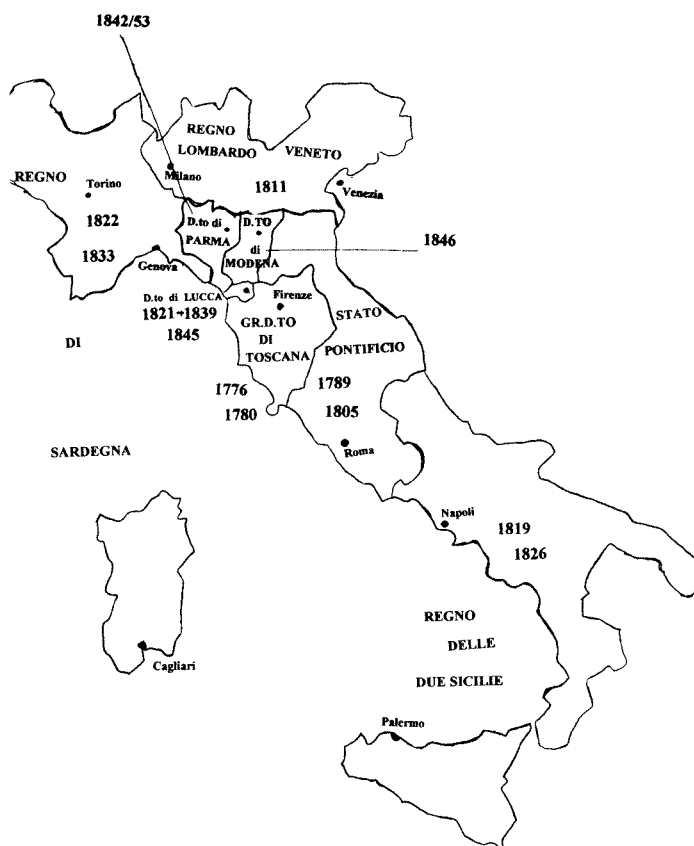 1842/53
REGNO
LOMBARDO VENETO
Milano
1811
Venezia
REGNO
Torino
1822
1833
Genova
D.to di
PARMA
D.TO
di
MODENA
1846
D.to di LUCCA
1821→1839
1845
Firenze
GR.D.TO
DI
TOSCANA
STATO
PONTIFICIO
DI
1776
1780
1789
1805
Roma
SARDEGNA
Napoli
1819
1826
REGNO
DELLE
DUE SICILIE
Cagliari
Palermo